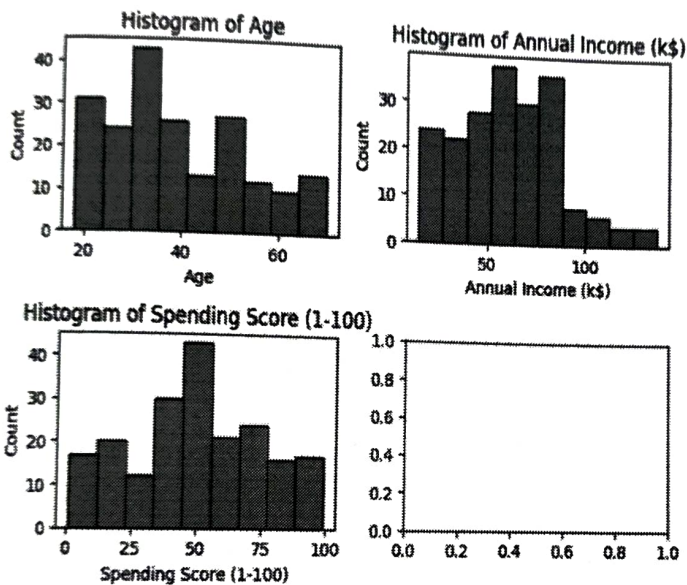 Histogram of Age
40
30
20
10
0
Count
20 40 60
Age
Histogram of Annual Income (k$)
30
20
10
0
Count
50 100
Annual Income (k$)
Histogram of Spending Score (1-100)
40
30
20
10
0
Count
0 25 50 75 100
Spending Score (1-100)
1.0
0.8
0.6
0.4
0.2
0.0
0.0 0.2 0.4 0.6 0.8 1.0